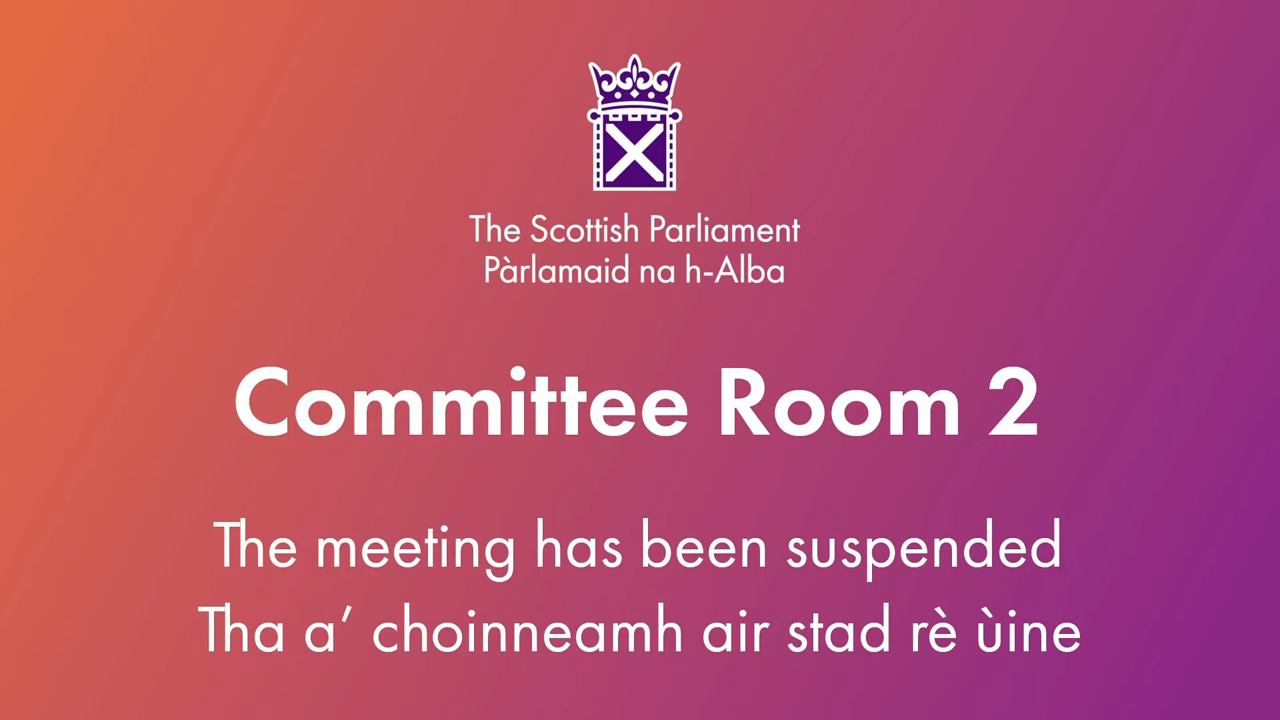 The Scottish Parliament
Pàrlamaid na h-Alba
Committee Room 2
The meeting has been suspended
Tha a’ choinneamh air stad rè ùine